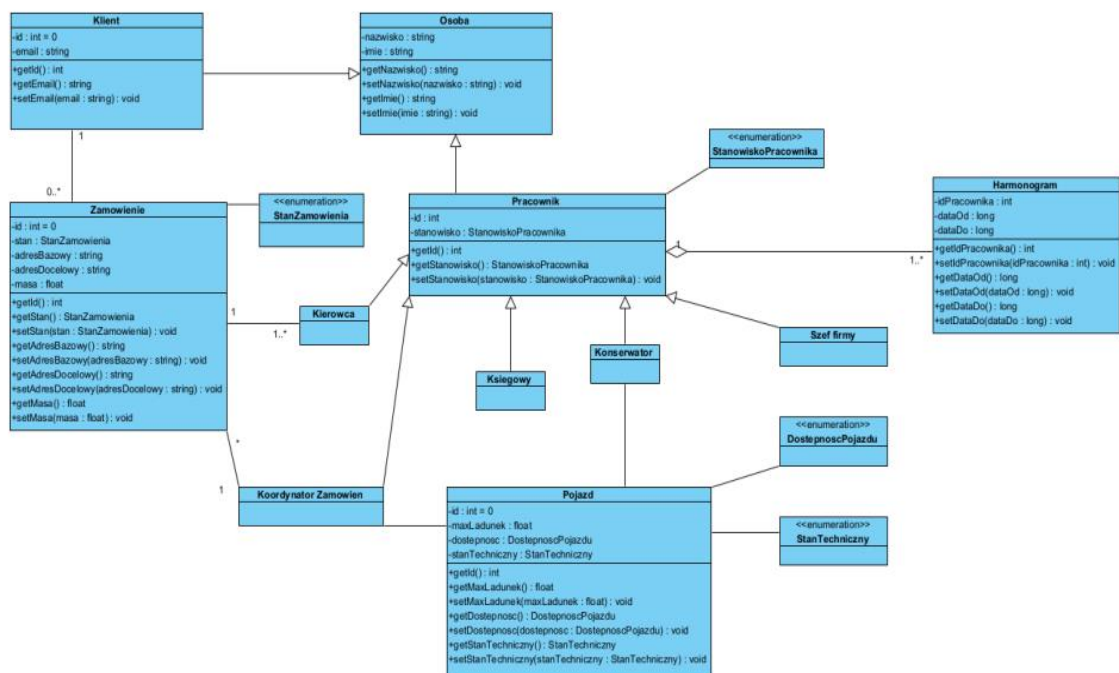 Klient
-id : int = 0
-email : string
+getId() : int
+getEmail() : string
+setEmail(email : string) : void
Osoba
-nazwisko : string
-imie : string
+getNazwisko() : string
+setNazwisko(nazwisko : string) : void
+getImie() : string
+setImie(imie : string) : void
1
0..*
<<enumeration>>
StanowiskoPracownika
Zamowienie
-id : int = 0
-stan : StanZamowienia
-adresBazowy : string
-adresDocelowy : string
-masa : float
+getId() : int
+getStan() : StanZamowienia
+setStan(stan : StanZamowienia) : void
+getAdresBazowy() : string
+setAdresBazowy(adresBazowy : string) : void
+getAdresDocelowy() : string
+setAdresDocelowy(adresDocelowy : string) : void
+getMasa() : float
+setMasa(masa : float) : void
<<enumeration>>
StanZamowienia
Pracownik
-id : int
-stanowisko : StanowiskoPracownika
+getId() : int
+getStanowisko() : StanowiskoPracownika
+setStanowisko(stanowisko : StanowiskoPracownika) : void
1
1..*
Harmonogram
-idPracownika : int
-dataOd : long
-dataDo : long
+getIdPracownika() : int
+setIdPracownika(idPracownika : int) : void
+getDataOd() : long
+setDataOd(dataOd : long) : void
+getDataDo() : long
+setDataDo(dataDo : long) : void
1
1..*
Kierowca
Ksiegowy
Konserwator
Szef firmy
*
1
Koordynator Zamowien
<<enumeration>>
DostepnoscPojazdu
Pojazd
-id : int = 0
-maxLadunek : float
-dostepnosc : DostepnoscPojazdu
-stanTechniczny : StanTechniczny
+getId() : int
+getMaxLadunek() : float
+setMaxLadunek(maxLadunek : float) : void
+getDostepnosc() : DostepnoscPojazdu
+setDostepnosc(dostepnosc : DostepnoscPojazdu) : void
+getStanTechniczny() : StanTechniczny
+setStanTechniczny(stanTechniczny : StanTechniczny) : void
<<enumeration>>
StanTechniczny